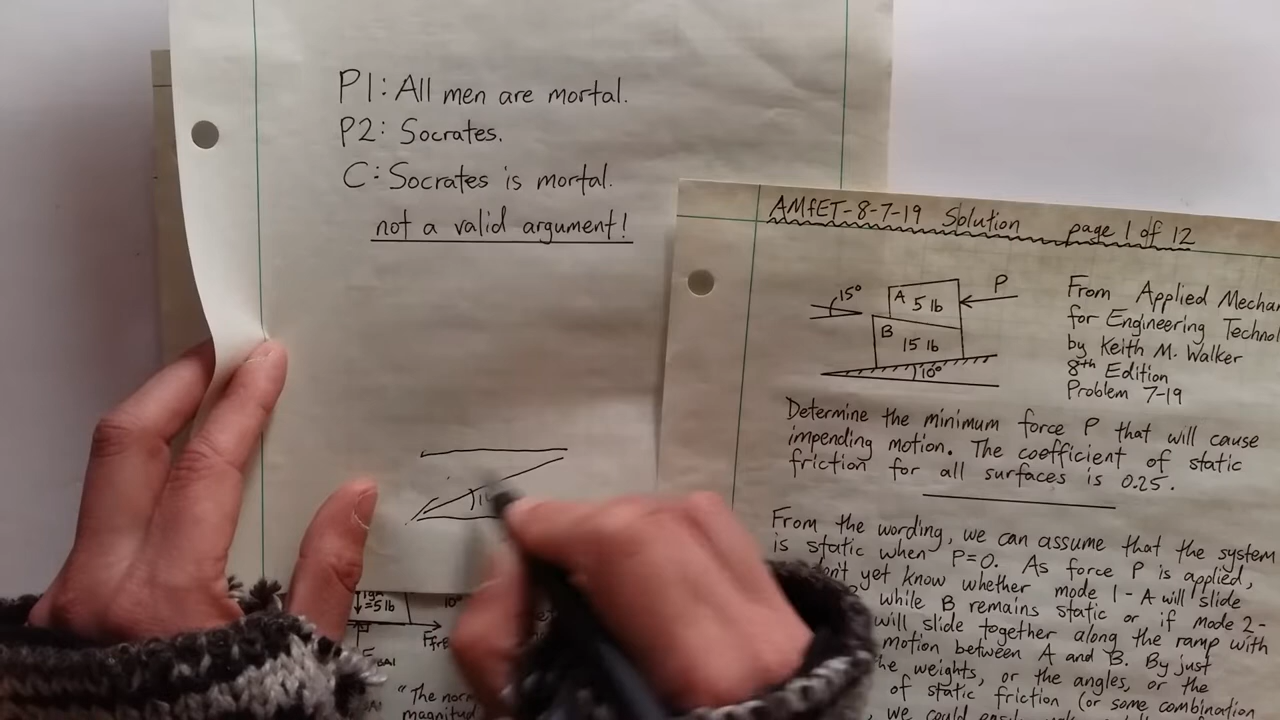 P1: All men are mortal.
P2: Socrates.
C: Socrates is mortal.
not a valid argument!
AMfET-8-7-19 Solution page 1 of 12
15°
A 5 lb
P
B
15 lb
10°
From Applied
for Engineering
by Keith M. Walker
8th Edition
Problem 7-19
Determine the minimum force P that will cause
impending motion. The coefficient of static
friction for all surfaces is 0.25.
From the wording, we can assume that the system
is static when P=0. As force P is applied,
yet know whether mode 1 - A will slide
while B remains static or if mode 2-
will slide together along the ramp with
motion between A and B. By just
the weights, or the angles, or the
of static friction (or some combination
we could
=5 lb
10°
"The